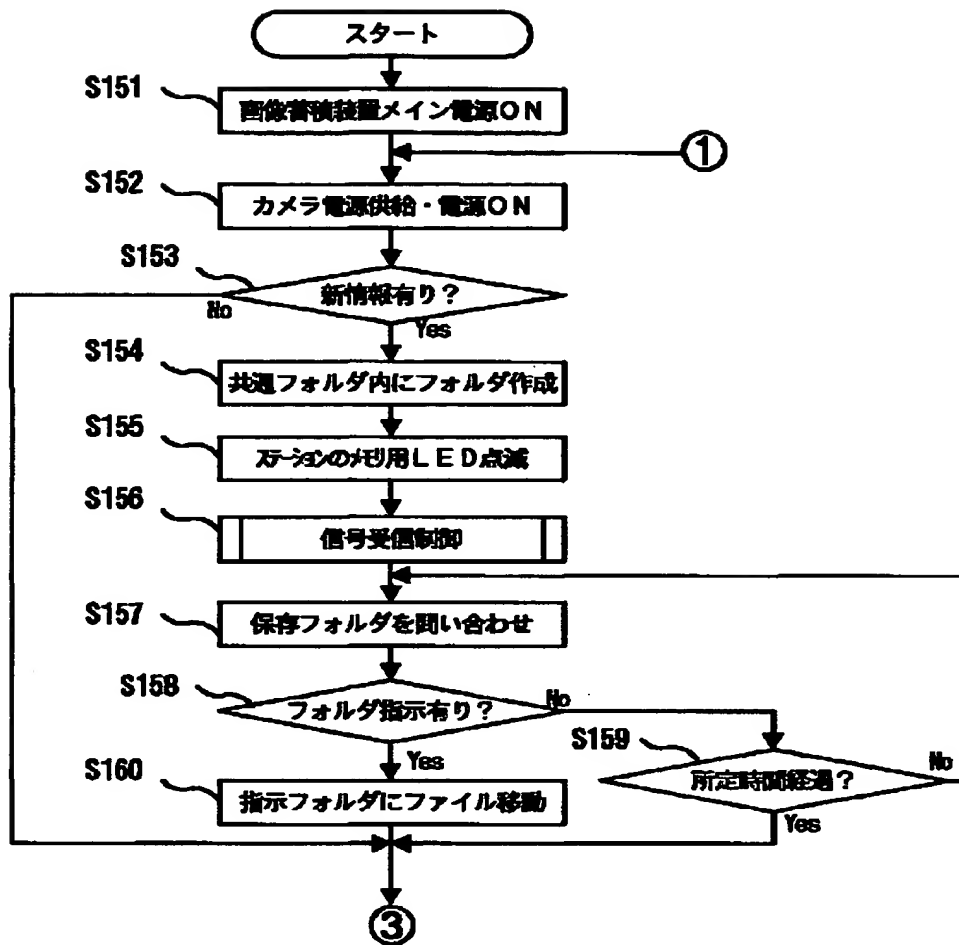 スタート
S151
画像蓄積装置メイン電源ON
①
S152
カメラ電源供給・電源ON
S153
新情報有り？
No
Yes
S154
共通フォルダ内にフォルダ作成
S155
ステーションのメモリ用LED点滅
S156
信号受信制御
S157
保存フォルダを問い合わせ
S158
フォルダ指示有り？
No
Yes
S159
所定時間経過？
No
Yes
S160
指示フォルダにファイル移動
③